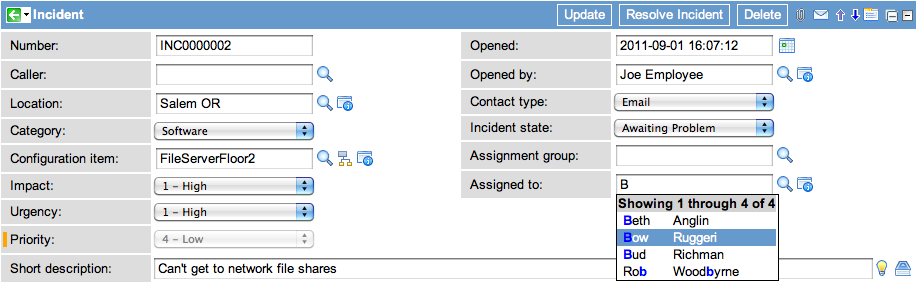 Incident Update Resolve Incident Delete
Number: INC0000002 Opened: 2011-09-01 16:07:12
Caller: Opened by: Joe Employee
Location: Salem OR Contact type: Email
Category: Software Incident state: Awaiting Problem
Configuration item: FileServerFloor2 Assignment group:
Impact: 1 - High Assigned to: B
Showing 1 through 4 of 4
Urgency: 1 - High Beth Anglin
Priority: 4 - Low Bow Ruggeri
Bud Richman
Short description: Can't get to network file shares Rob Woodbyrne